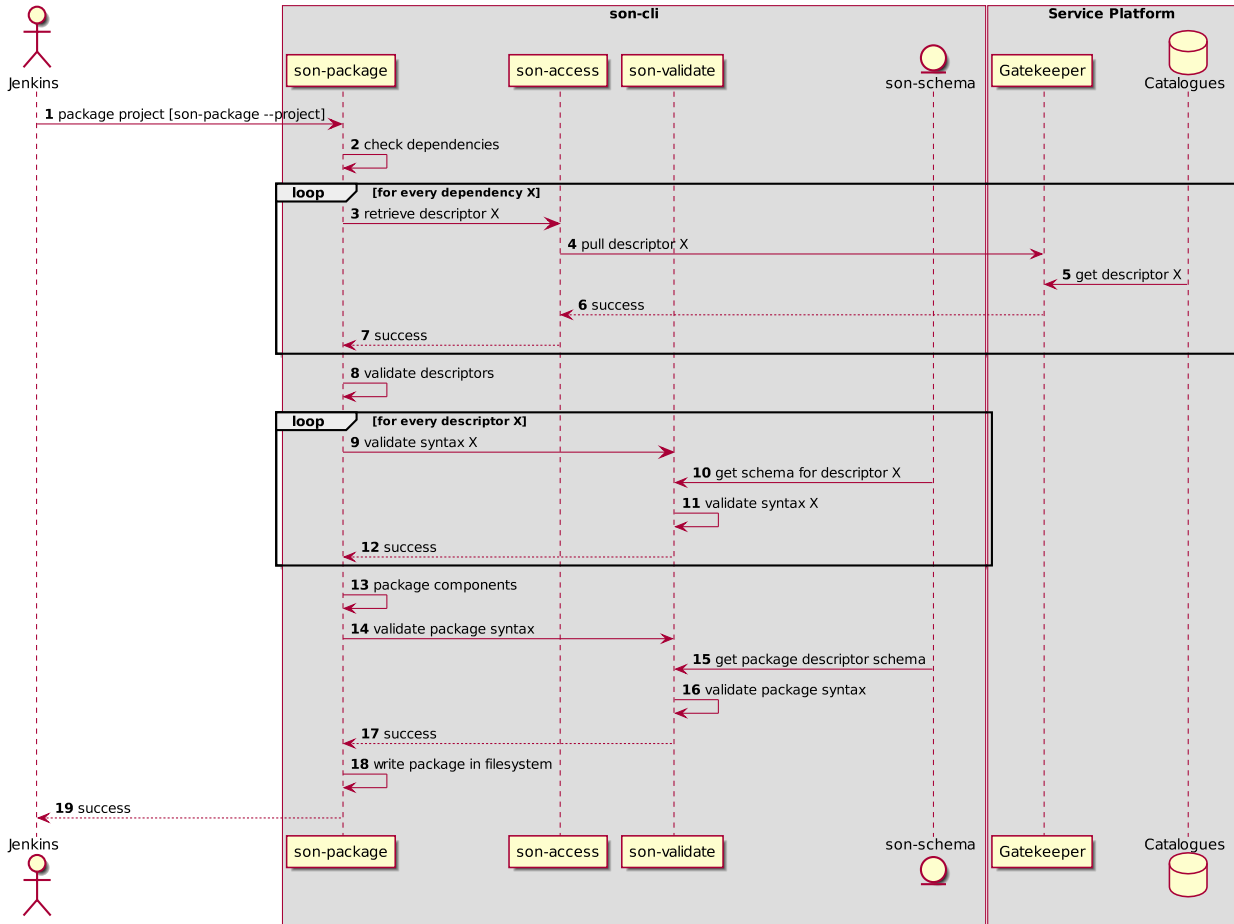 son-cli
Service Platform
Jenkins
son-package
son-access
son-validate
son-schema
Gatekeeper
Catalogues
1 package project [son-package --project]
2 check dependencies
loop [for every dependency X]
3 retrieve descriptor X
4 pull descriptor X
5 get descriptor X
6 success
7 success
8 validate descriptors
loop [for every descriptor X]
9 validate syntax X
10 get schema for descriptor X
11 validate syntax X
12 success
13 package components
14 validate package syntax
15 get package descriptor schema
16 validate package syntax
17 success
18 write package in filesystem
19 success
Jenkins
son-package
son-access
son-validate
son-schema
Gatekeeper
Catalogues